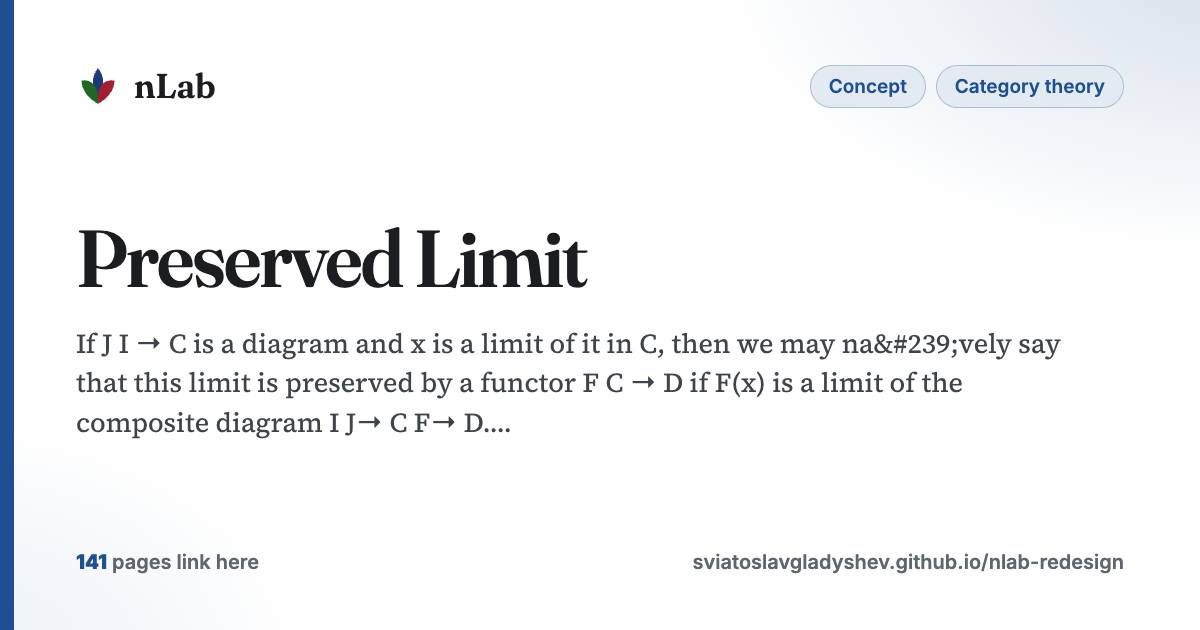 nLab
Concept
Category theory
Preserved Limit
If J I → C is a diagram and x is a limit of it in C, then we may na&#239;vely say
that this limit is preserved by a functor F C → D if F(x) is a limit of the
composite diagram I J→ C F→ D....
141 pages link here
sviatoslavgladyshev.github.io/nlab-redesign